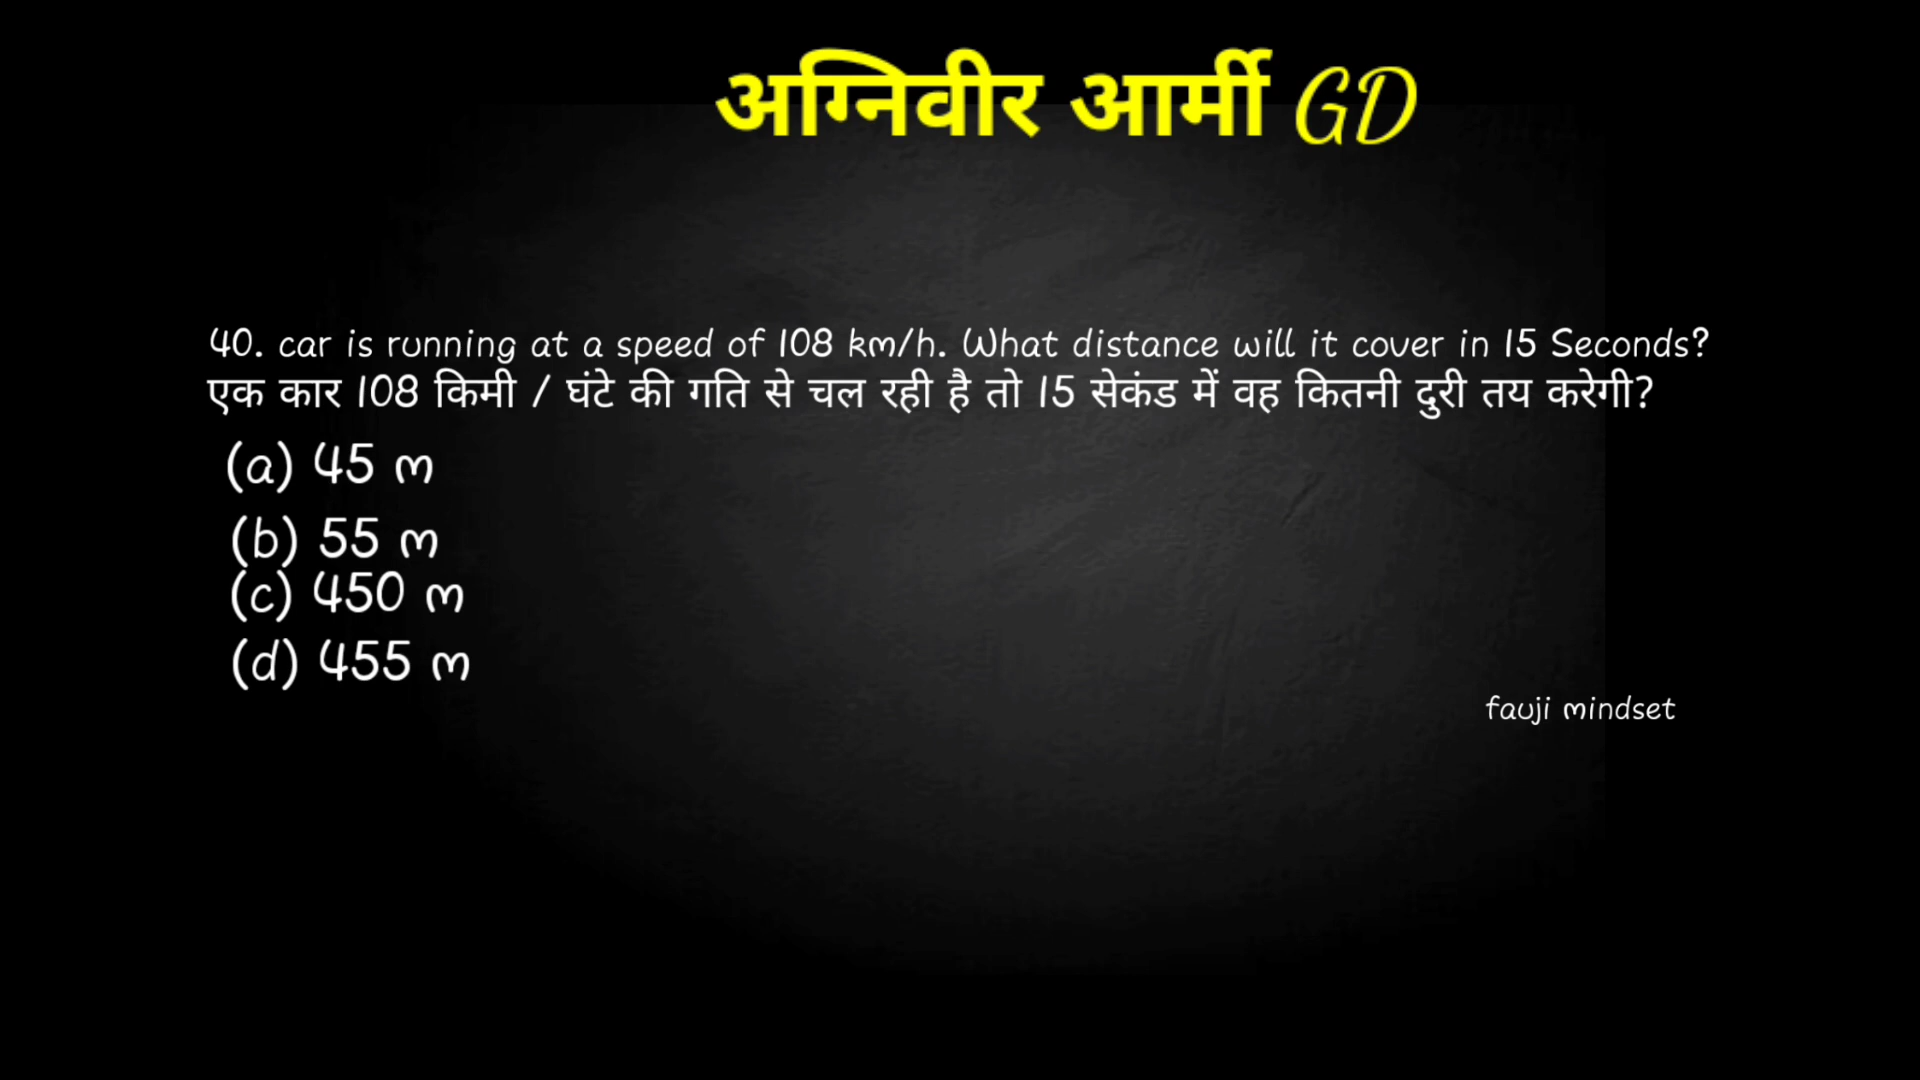 अग्निवीर आर्मी GD
40. car is running at a speed of 108 km/h. What distance will it cover in 15 Seconds?
एक कार 108 किमी / घंटे की गति से चल रही है तो 15 सेकंड में वह कितनी दुरी तय करेगी?
(a) 45 m
(b) 55 m
(c) 450 m
(d) 455 m
fauji mindset